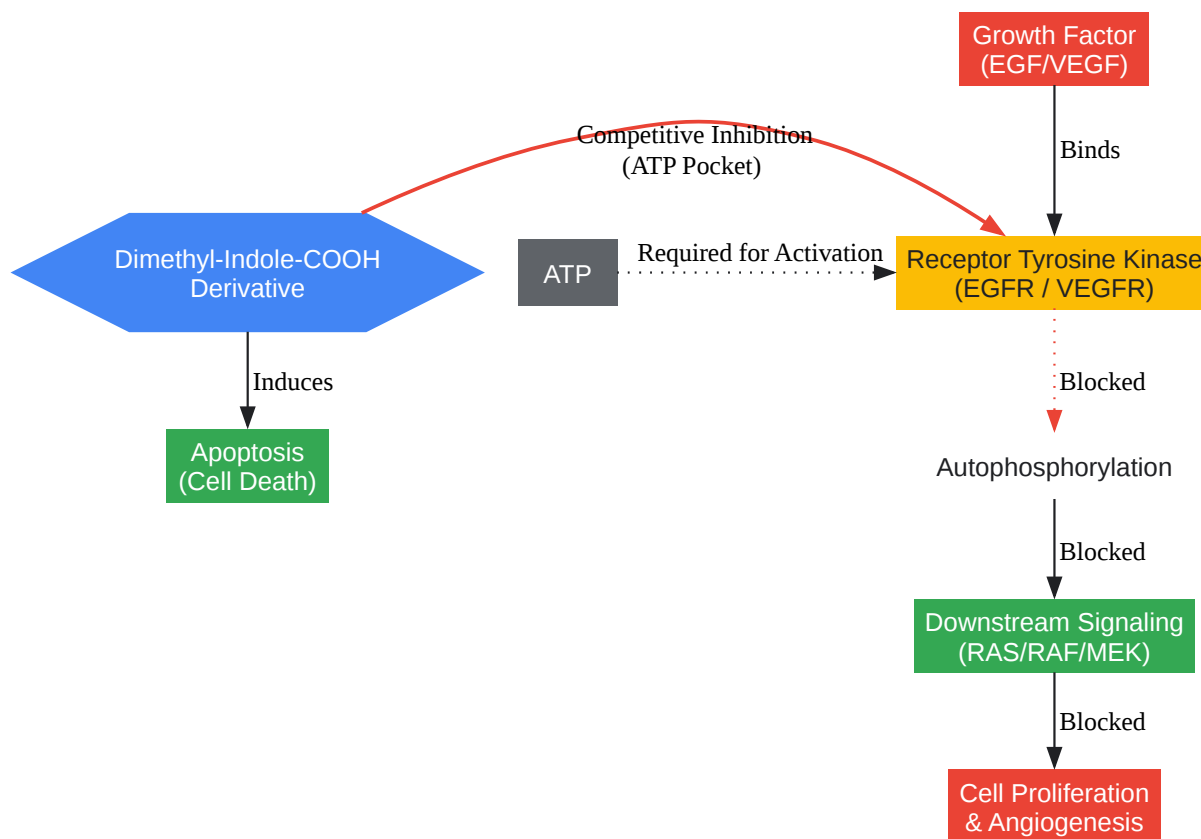 Growth Factor
(EGF/VEGF)
Competitive Inhibition
(ATP Pocket)
Binds
Dimethyl-Indole-COOH
Derivative
ATP
Required for Activation
Receptor Tyrosine Kinase
(EGFR / VEGFR)
Induces
Blocked
Apoptosis
(Cell Death)
Autophosphorylation
Blocked
Downstream Signaling
(RAS/RAF/MEK)
Blocked
Cell Proliferation
& Angiogenesis